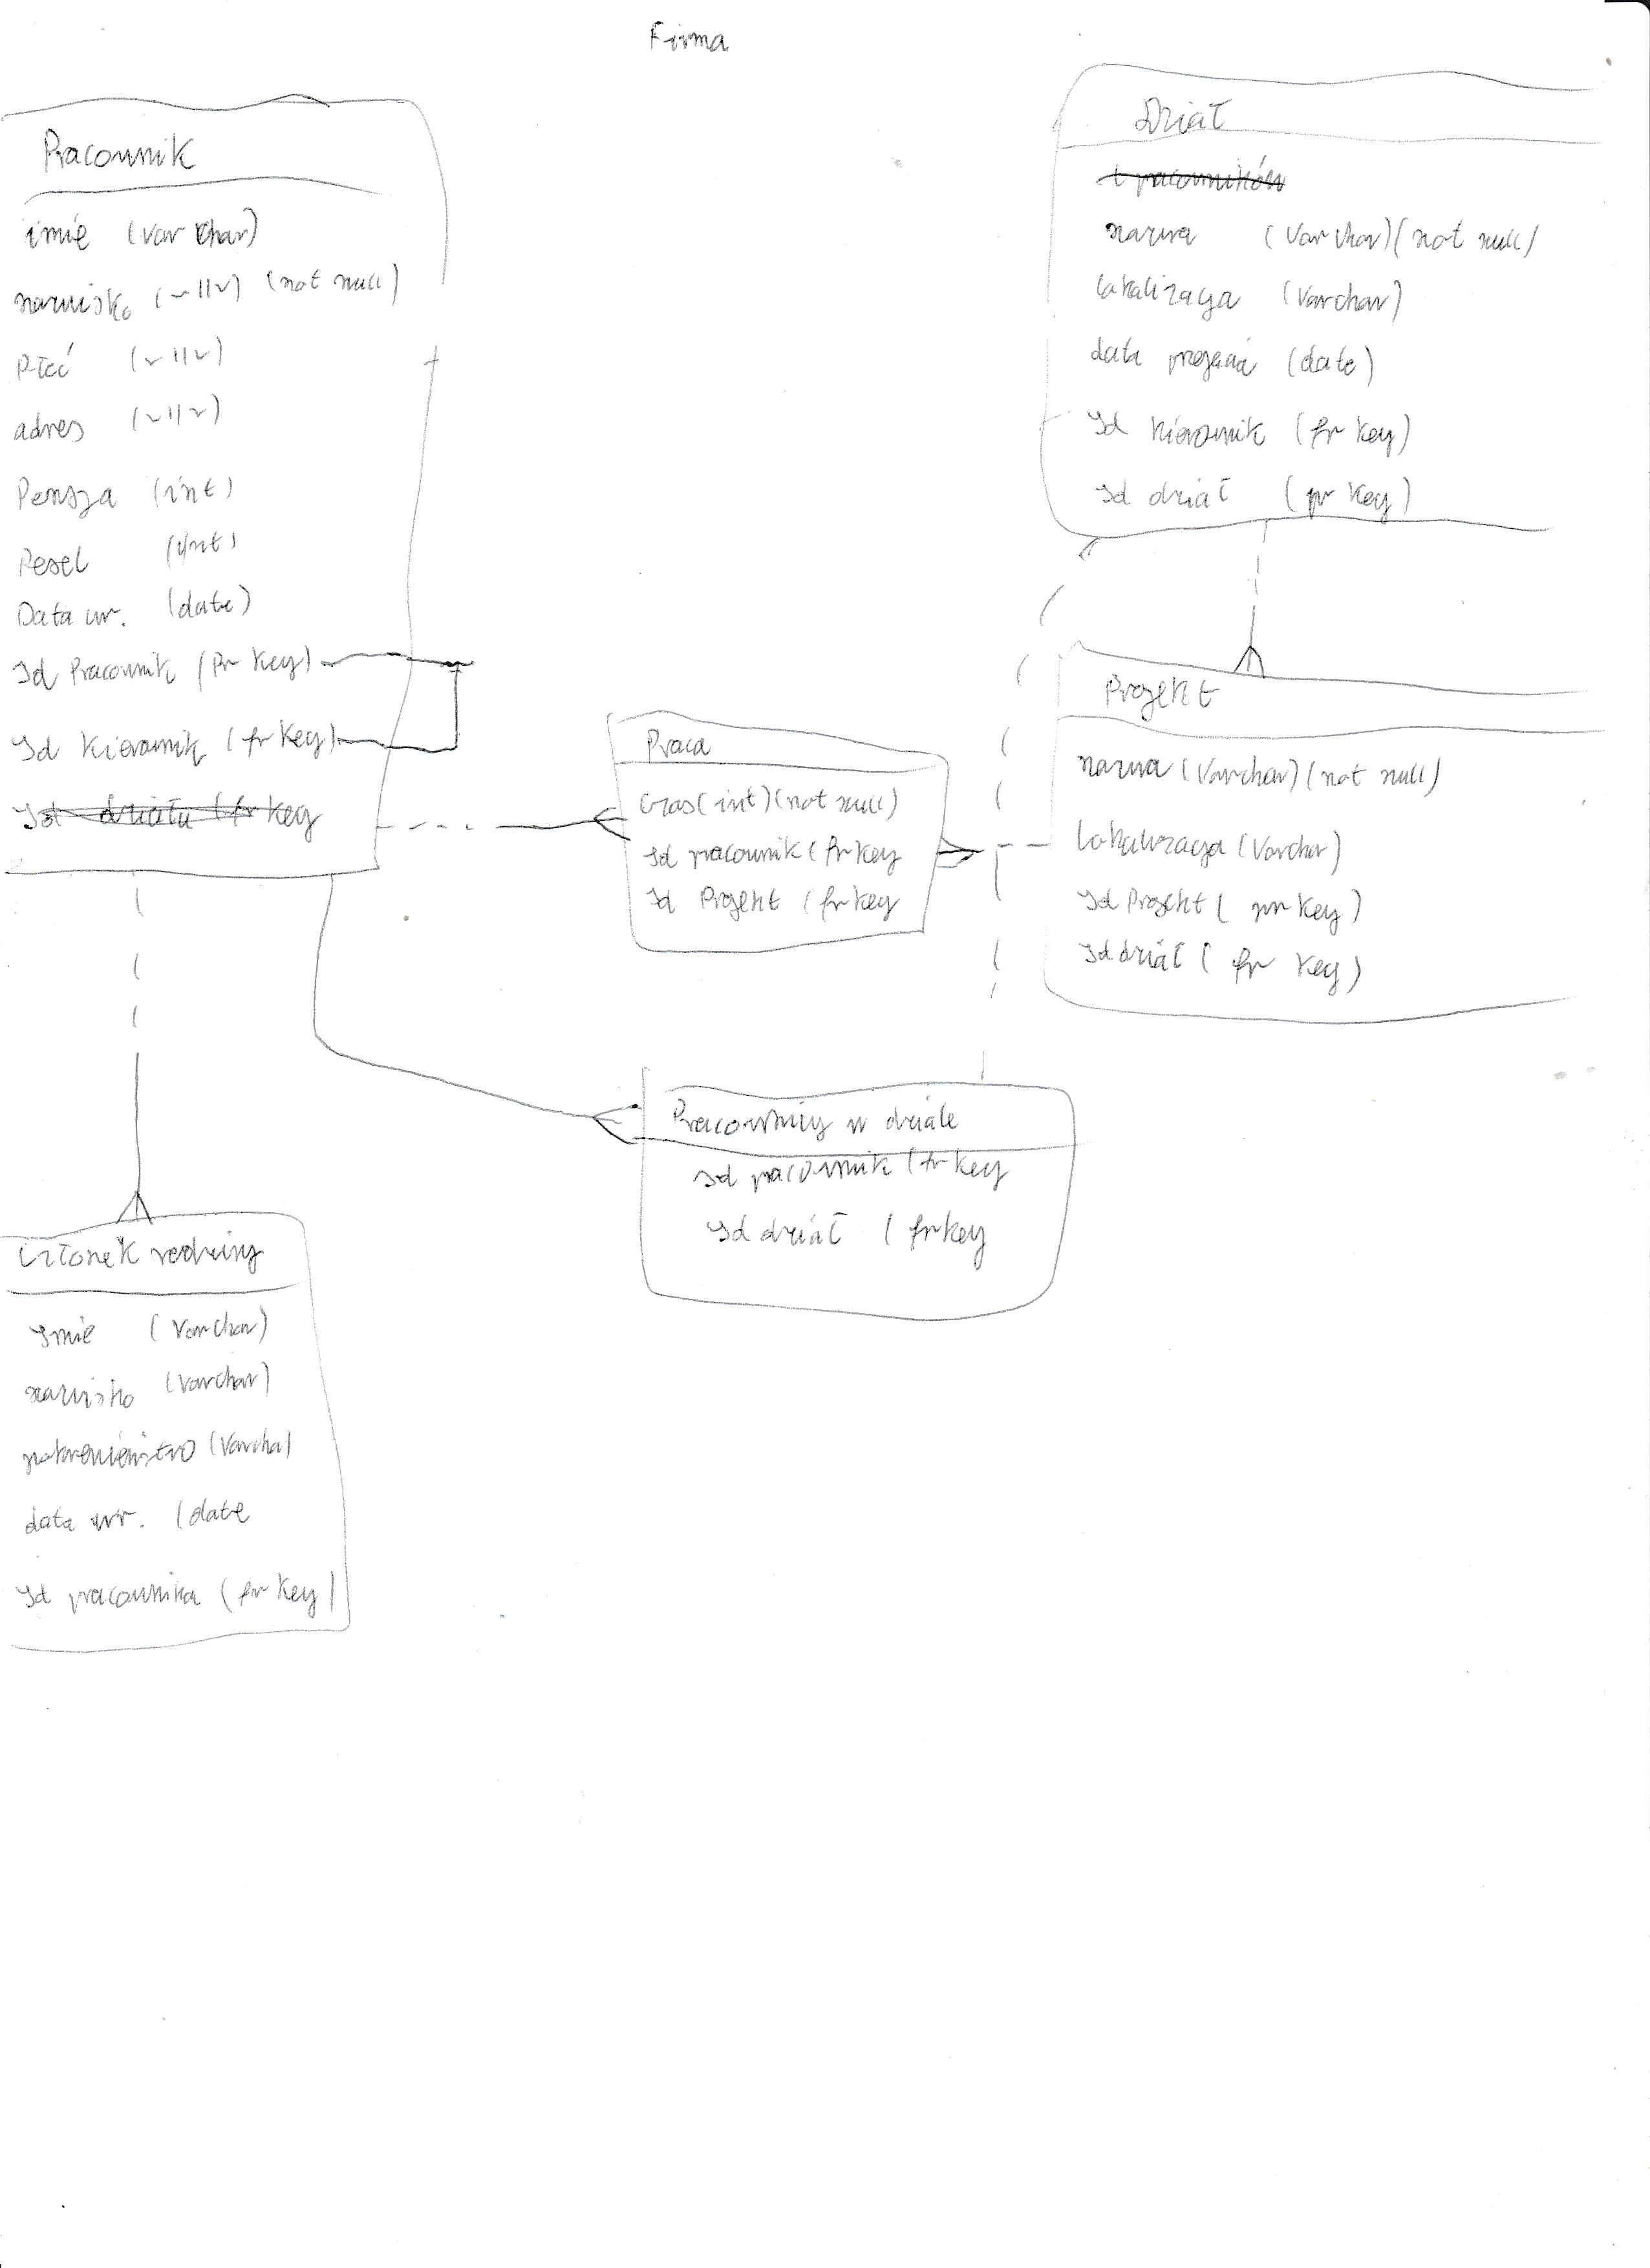 Firma
Pracownik
imię (varchar)
nazwisko (~||~) (not null)
Płeć (~||~)
adres (~||~)
Pensja (int)
Pesel (int)
Data ur. (date)
Id Pracownik (Pr Key)
Id Kierownik (fr Key)
Id działu (fr Key
Dział
l pracowników
nazwa (Varchar)(not null)
lokalizacja (Varchar)
data (date)
Id Kierownik (fr Key)
Id dział (pr Key)
Praca
Czas(int)(not null)
Id pracownik (fr Key
Id Projekt (fr Key
Projekt
nazwa (Varchar)(not null)
Lokalizacja (Varchar)
Id Projekt (pr Key)
Id dział (fr Key)
Pracownicy w dziale
Id pracownik (fr Key
Id dział (fr Key
Członek rodziny
Imie (Varchar)
nazwisko (Varchar)
pokrewieństwo (Varcha)
data ur. (date
Id pracownika (fr Key)